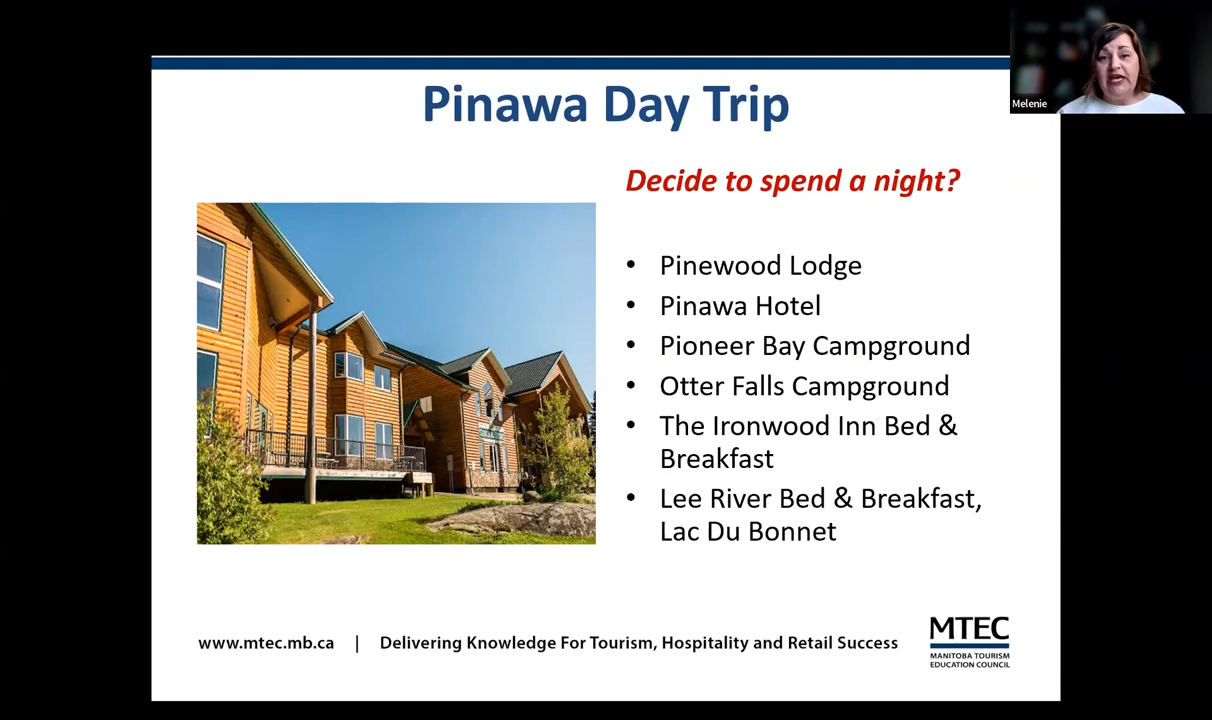 Pinawa Day Trip
Melenie
Decide to spend a night?
• Pinewood Lodge
• Pinawa Hotel
• Pioneer Bay Campground
• Otter Falls Campground
• The Ironwood Inn Bed &
Breakfast
• Lee River Bed & Breakfast,
Lac Du Bonnet
www.mtec.mb.ca | Delivering Knowledge For Tourism, Hospitality and Retail Success
MTEC
MANITOBA TOURISM
EDUCATION COUNCIL